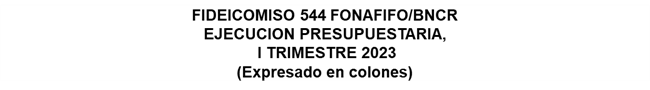 FIDEICOMISO 544 FONAFIFO/BNCR
EJECUCION PRESUPUESTARIA,
I TRIMESTRE 2023
(Expresado en colones)